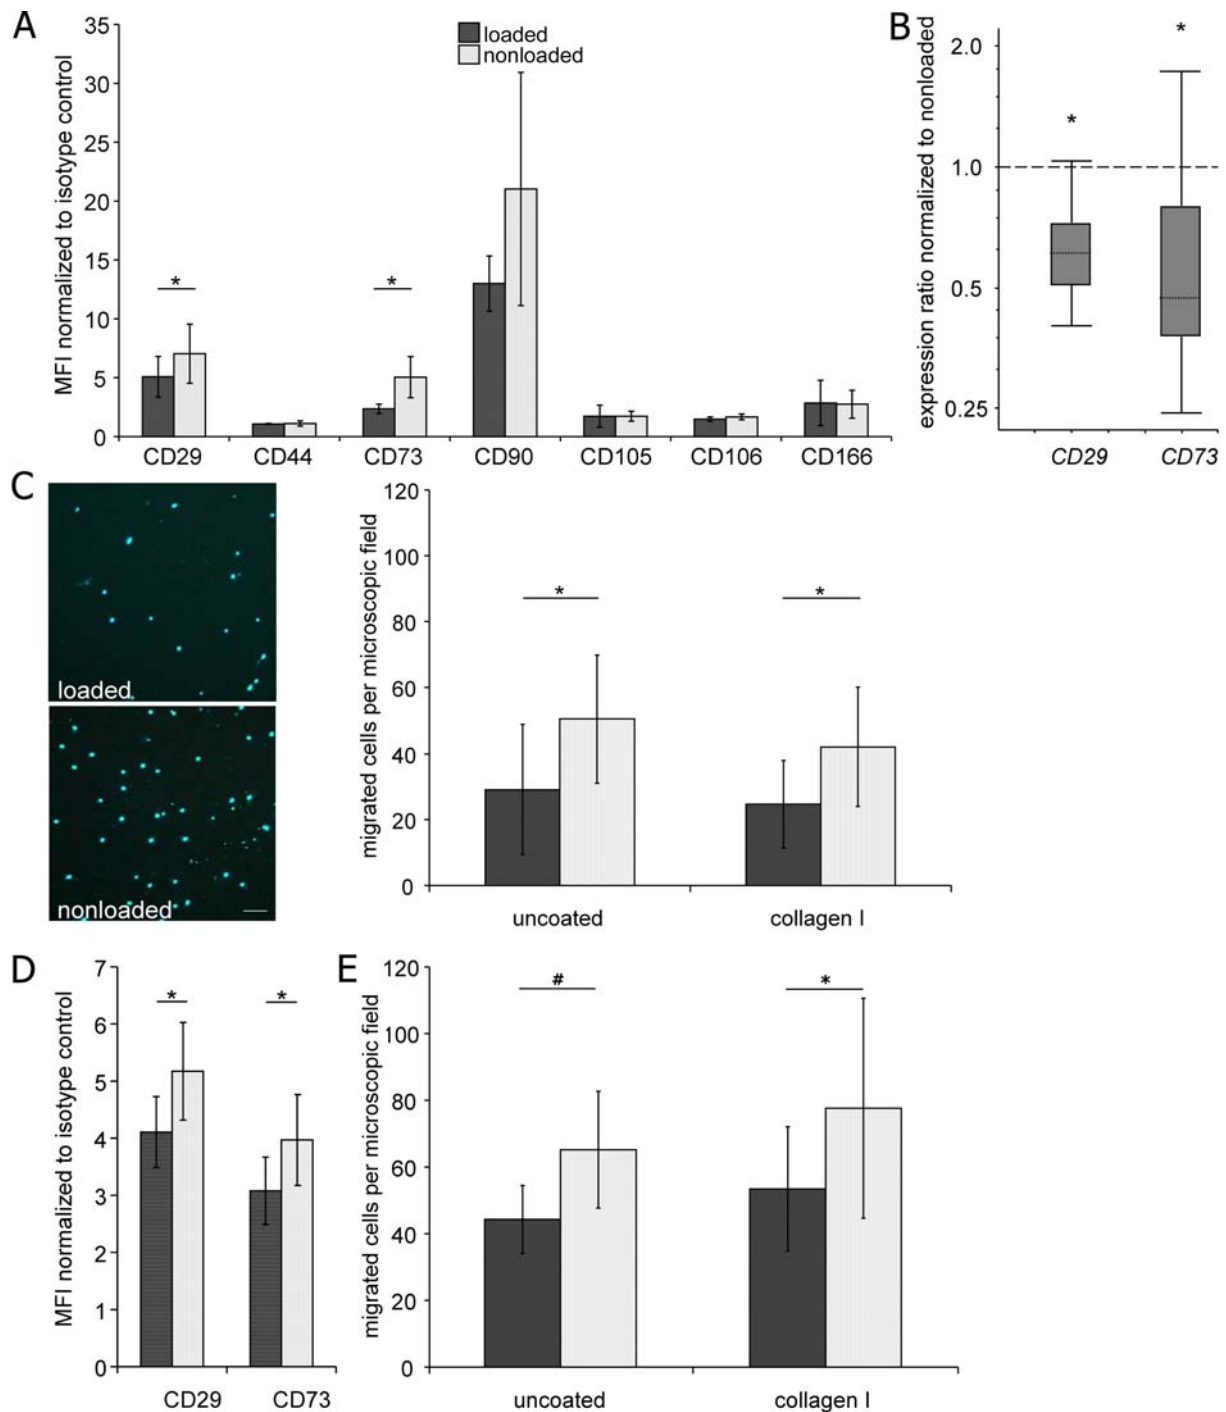 A
MFI normalized to isotype control
35
30
25
20
15
10
5
0
loaded
nonloaded
*
*
CD29
CD44
CD73
CD90
CD105
CD106
CD166
B
expression ratio normalized to nonloaded
2.0
1.0
0.5
0.25
*
*
CD29
CD73
C
loaded
nonloaded
migrated cells per microscopic field
120
100
80
60
40
20
0
*
*
uncoated
collagen I
D
MFI normalized to isotype control
7
6
5
4
3
2
1
0
*
*
CD29
CD73
E
migrated cells per microscopic field
120
100
80
60
40
20
0
#
*
uncoated
collagen I